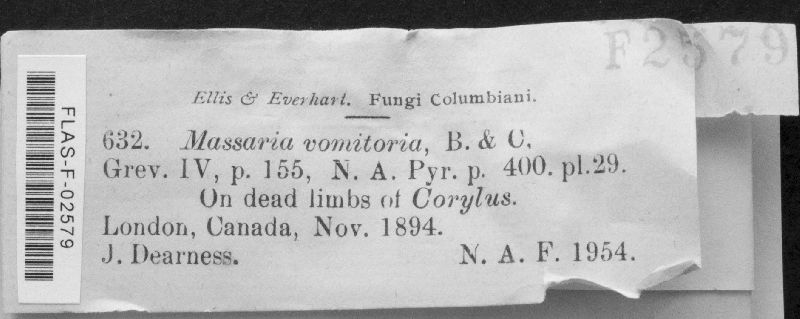 F2579
FLAS-F-02579
Ellis & Everhart. Fungi Columbiani.
632. Massaria vomitoria, B. & C.
Grev. IV, p. 155, N. A. Pyr. p. 400. pl.29.
On dead limbs of Corylus.
London, Canada, Nov. 1894.
J. Dearness. N. A. F. 1954.